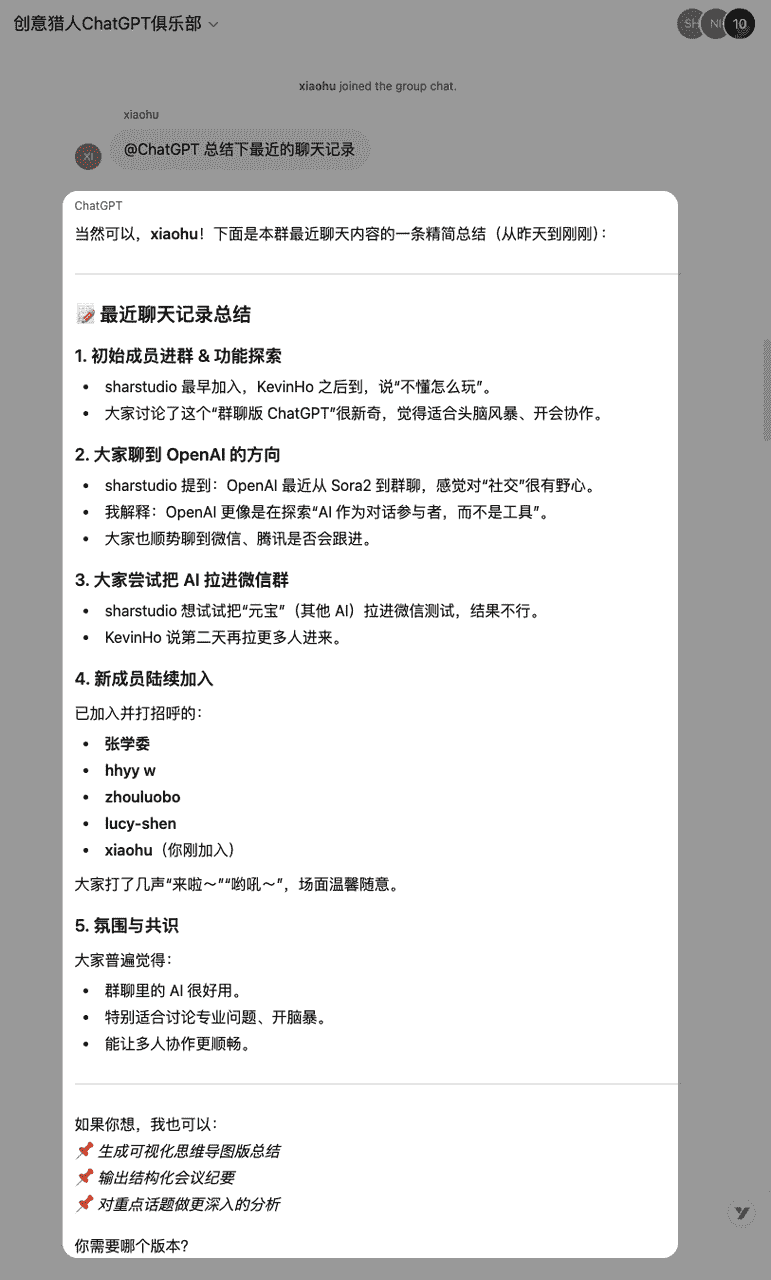 创意猎人ChatGPT俱乐部
SH NI 10
xiaohu joined the group chat.
xiaohu
XI
@ChatGPT 总结下最近的聊天记录
ChatGPT
当然可以，xiaohu！下面是本群最近聊天内容的一条精简总结（从昨天到刚刚）：
📝 最近聊天记录总结
1. 初始成员进群 & 功能探索
• sharstudio 最早加入，KevinHo 之后到，说“不懂怎么玩”。
• 大家讨论了这个“群聊版 ChatGPT”很新奇，觉得适合头脑风暴、开会协作。
2. 大家聊到 OpenAI 的方向
• sharstudio 提到：OpenAI 最近从 Sora2 到群聊，感觉对“社交”很有野心。
• 我解释：OpenAI 更像是在探索“AI 作为对话参与者，而不是工具”。
• 大家也顺势聊到微信、腾讯是否会跟进。
3. 大家尝试把 AI 拉进微信群
• sharstudio 想试试把“元宝”（其他 AI）拉进微信测试，结果不行。
• KevinHo 说第二天再拉更多人进来。
4. 新成员陆续加入
已加入并打招呼的：
• 张学委
• hhyy w
• zhouluobo
• lucy-shen
• xiaohu（你刚加入）
大家打了几声“来啦～”“哟吼～”，场面温馨随意。
5. 氛围与共识
大家普遍觉得：
• 群聊里的 AI 很好用。
• 特别适合讨论专业问题、开脑暴。
• 能让多人协作更顺畅。
如果你想，我也可以：
📌 生成可视化思维导图版总结
📌 输出结构化会议纪要
📌 对重点话题做更深入的分析
你需要哪个版本？